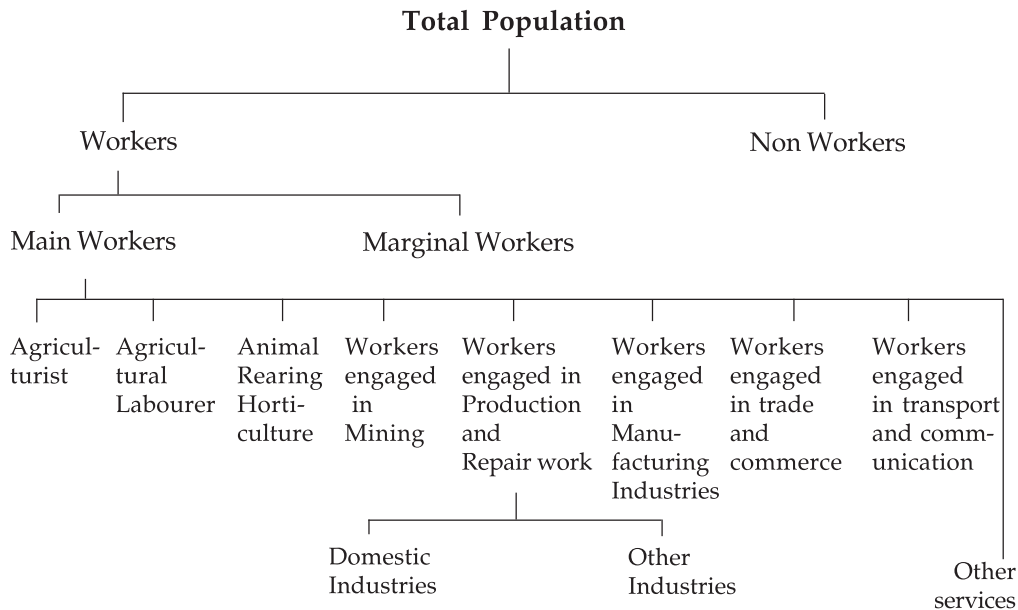 Total Population
Workers
Non Workers
Main Workers
Marginal Workers
Agricul-
turist
Agricul-
tural
Labourer
Animal
Rearing
Horti-
culture
Workers
engaged
in
Mining
Workers
engaged in
Production
and
Repair work
Workers
engaged
in
Manu-
facturing
Industries
Workers
engaged
in trade
and
commerce
Workers
engaged
in transport
and comm-
unication
Domestic
Industries
Other
Industries
Other
services